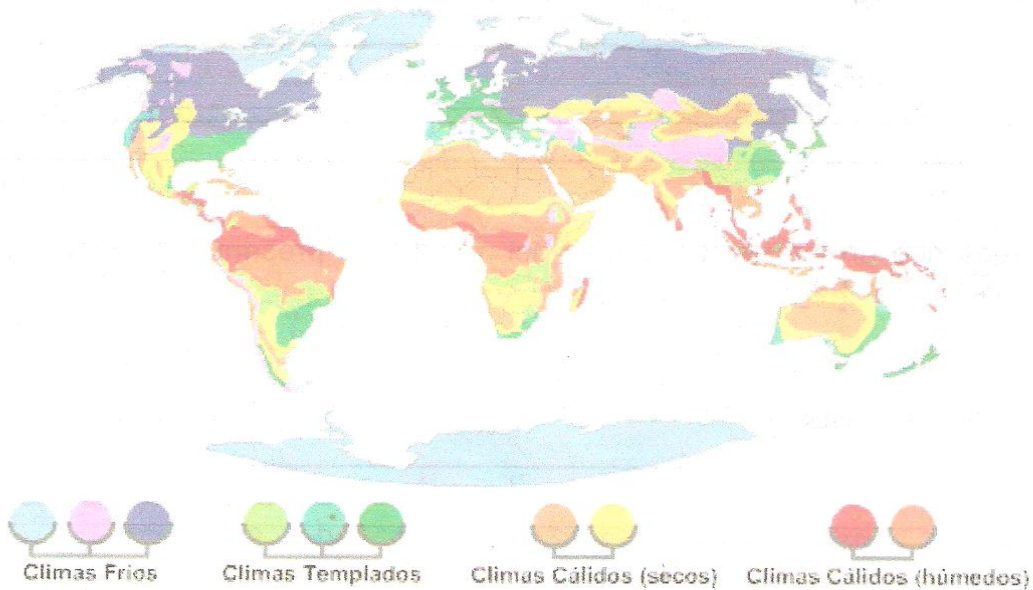 Climas Frios
Climas Templados
Climas Cálidos (secos)
Climas Cálidos (húmedos)